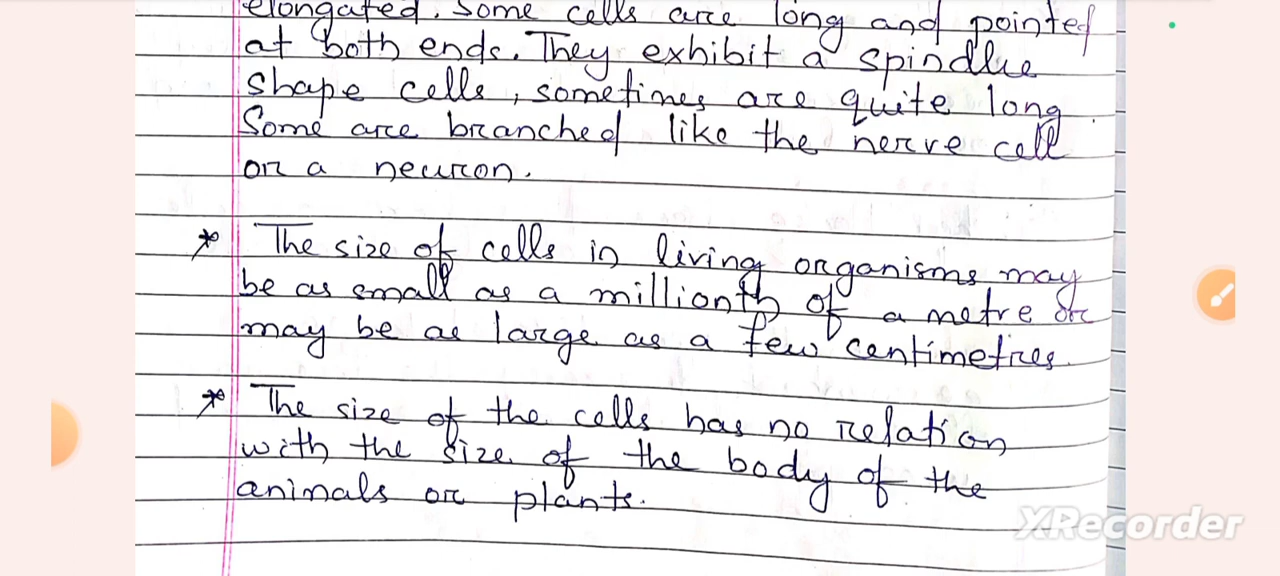 elongated. Some cells are long and pointed
at both ends. They exhibit a spindle
shape cells, sometimes are quite long.
Some are branched like the nerve cell
or a neuron.
* The size of cells in living organisms may
be as small as a millionth of a metre or
may be as large as a few centimetres.
* The size of the cells has no relation
with the size of the body of the
animals or plants.
XRecorder